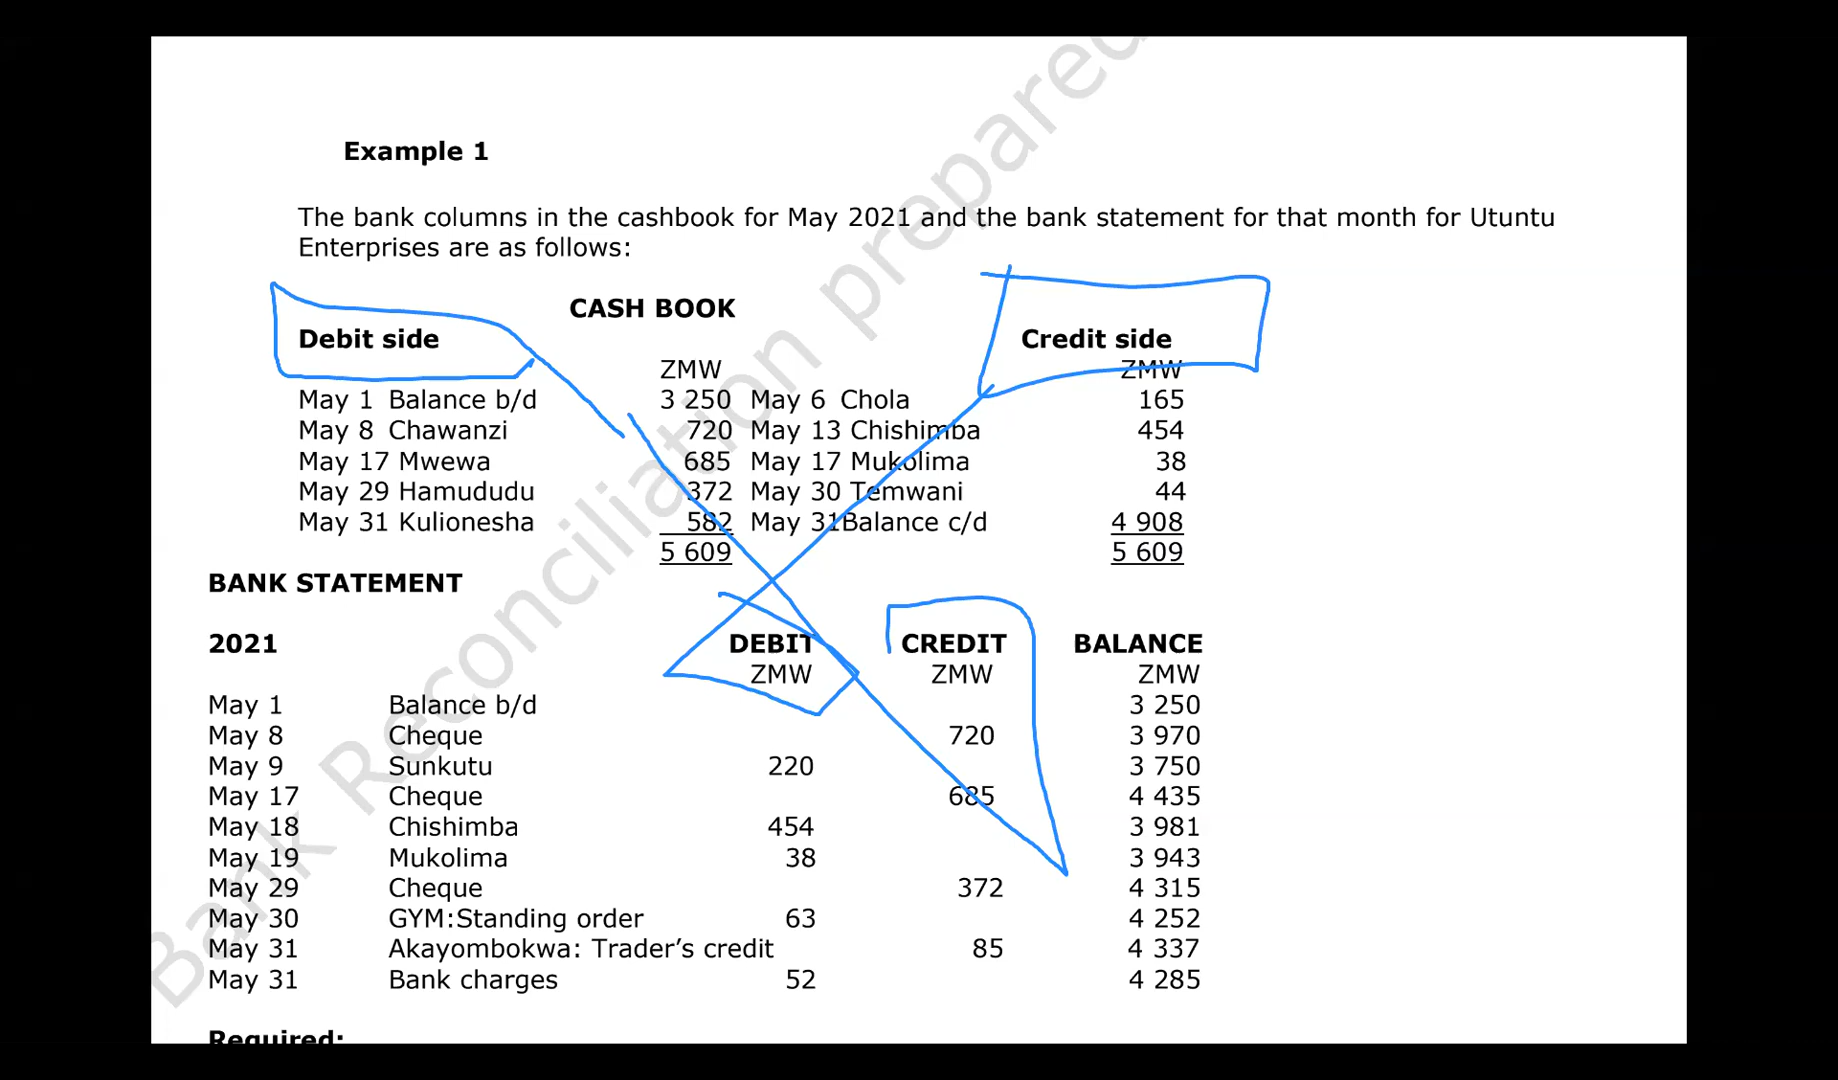 Example 1
The bank columns in the cashbook for May 2021 and the bank statement for that month for Utuntu
Enterprises are as follows:
CASH BOOK
Debit side Credit side
ZMW ZMW
May 1 Balance b/d 3 250 May 6 Chola 165
May 8 Chawanzi 720 May 13 Chishimba 454
May 17 Mwewa 685 May 17 Mukolima 38
May 29 Hamududu 372 May 30 Temwani 44
May 31 Kulionesha 582 May 31Balance c/d 4 908
5 609 5 609
BANK STATEMENT
2021 DEBIT CREDIT BALANCE
ZMW ZMW ZMW
May 1 Balance b/d 3 250
May 8 Cheque 720 3 970
May 9 Sunkutu 220 3 750
May 17 Cheque 685 4 435
May 18 Chishimba 454 3 981
May 19 Mukolima 38 3 943
May 29 Cheque 372 4 315
May 30 GYM:Standing order 63 4 252
May 31 Akayombokwa: Trader’s credit 85 4 337
May 31 Bank charges 52 4 285
Required:
Bank Reconciliation prepared